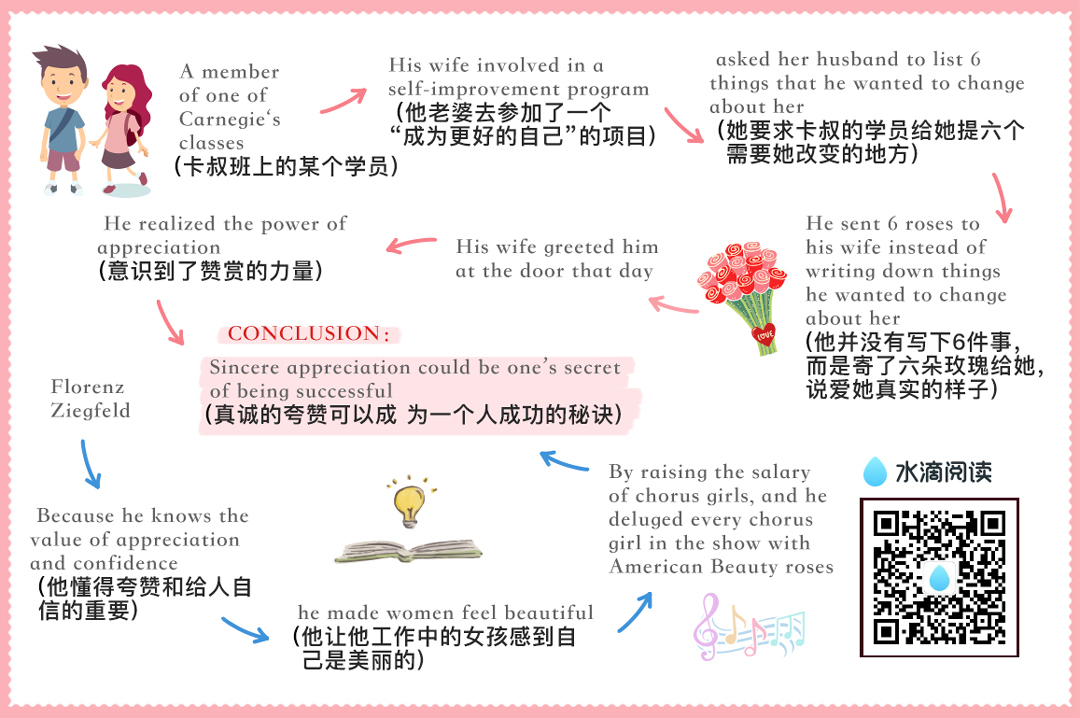 A member
of one of
Carnegie's
classes
(卡叔班上的某个学员)
His wife involved in a
self-improvement program
(他老婆去参加了一个
“成为更好的自己”的项目)
asked her husband to list 6
things that he wanted to change
about her
(她要求卡叔的学员给她提六个
需要她改变的地方)
He sent 6 roses to
his wife instead of
writing down things
he wanted to change
about her
(他并没有写下6件事,
而是寄了六朵玫瑰给她,
说爱她真实的样子)
LOVE
His wife greeted him
at the door that day
He realized the power of
appreciation
(意识到了赞赏的力量)
CONCLUSION:
Sincere appreciation could be one's secret
of being successful
(真诚的夸赞可以成 为一个人成功的秘诀)
Florenz
Ziegfeld
Because he knows the
value of appreciation
and confidence
(他懂得夸赞和给人自
信的重要)
he made women feel beautiful
(他让他工作中的女孩感到自
己是美丽的)
By raising the salary
of chorus girls, and he
deluged every chorus
girl in the show with
American Beauty roses
水滴阅读